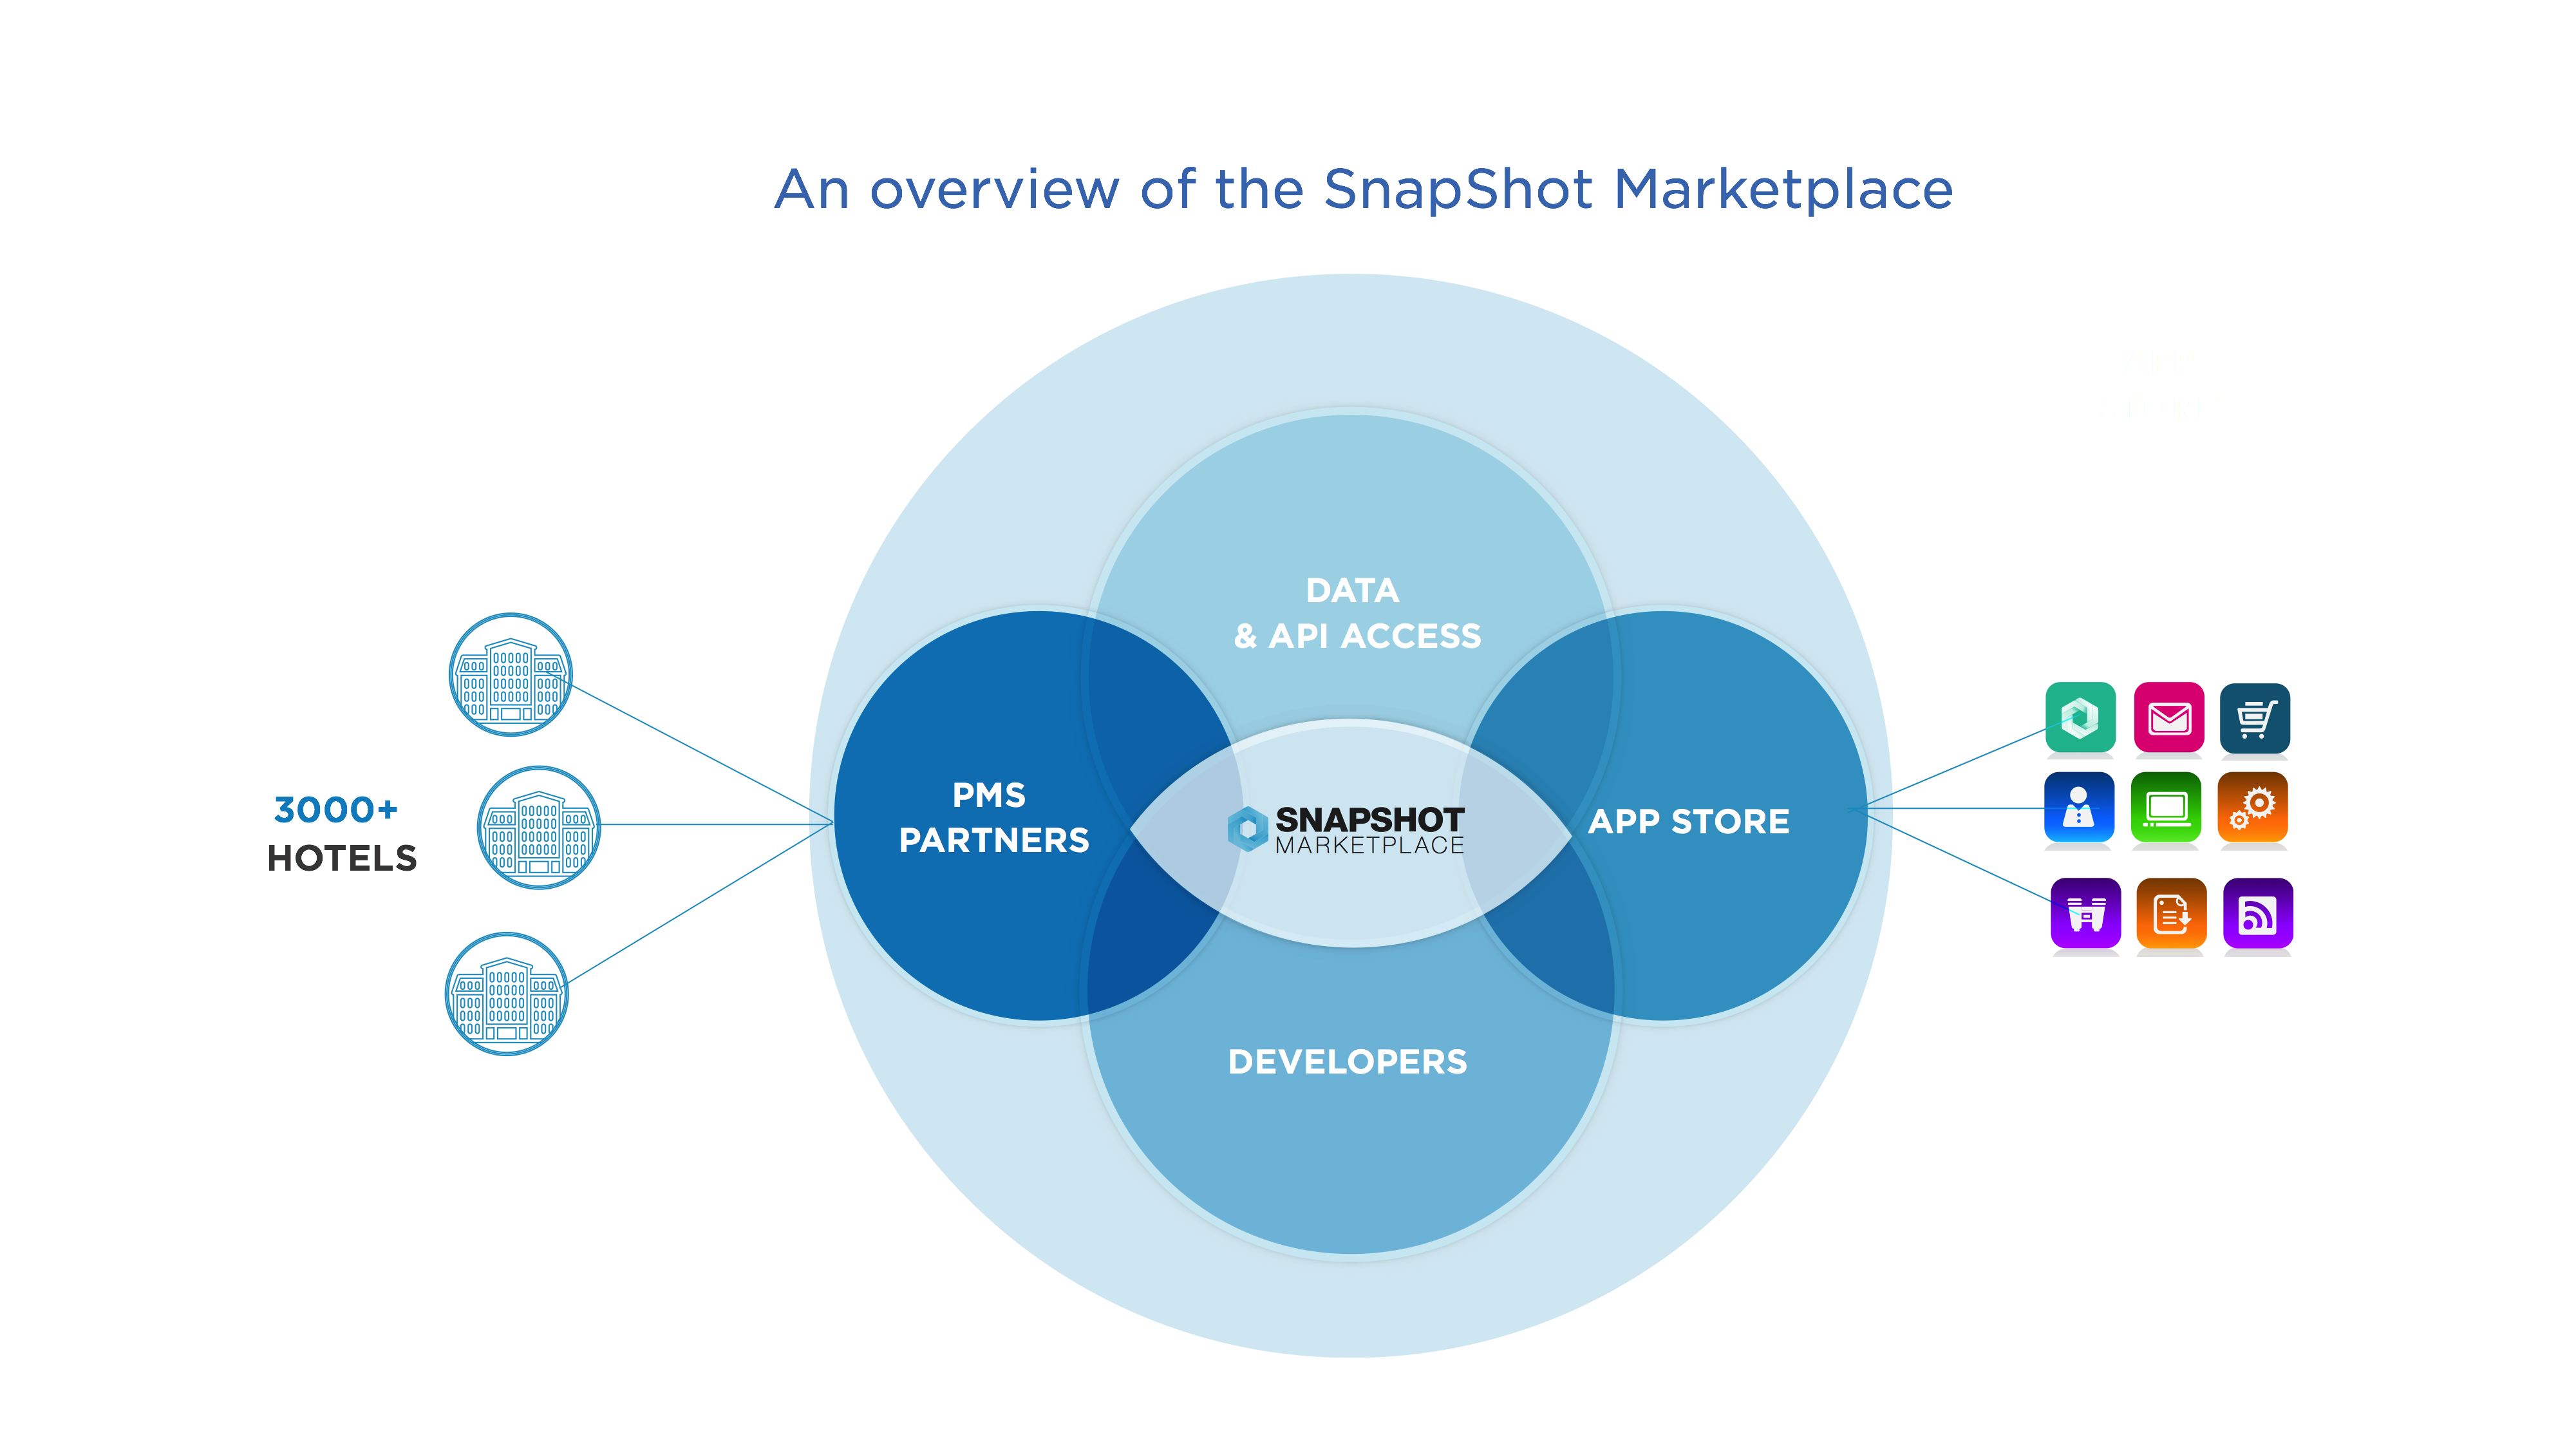 An overview of the SnapShot Marketplace
DATA
& API ACCESS
3000+
HOTELS
PMS
PARTNERS
SNAPSHOT
MARKETPLACE
APP STORE
DEVELOPERS